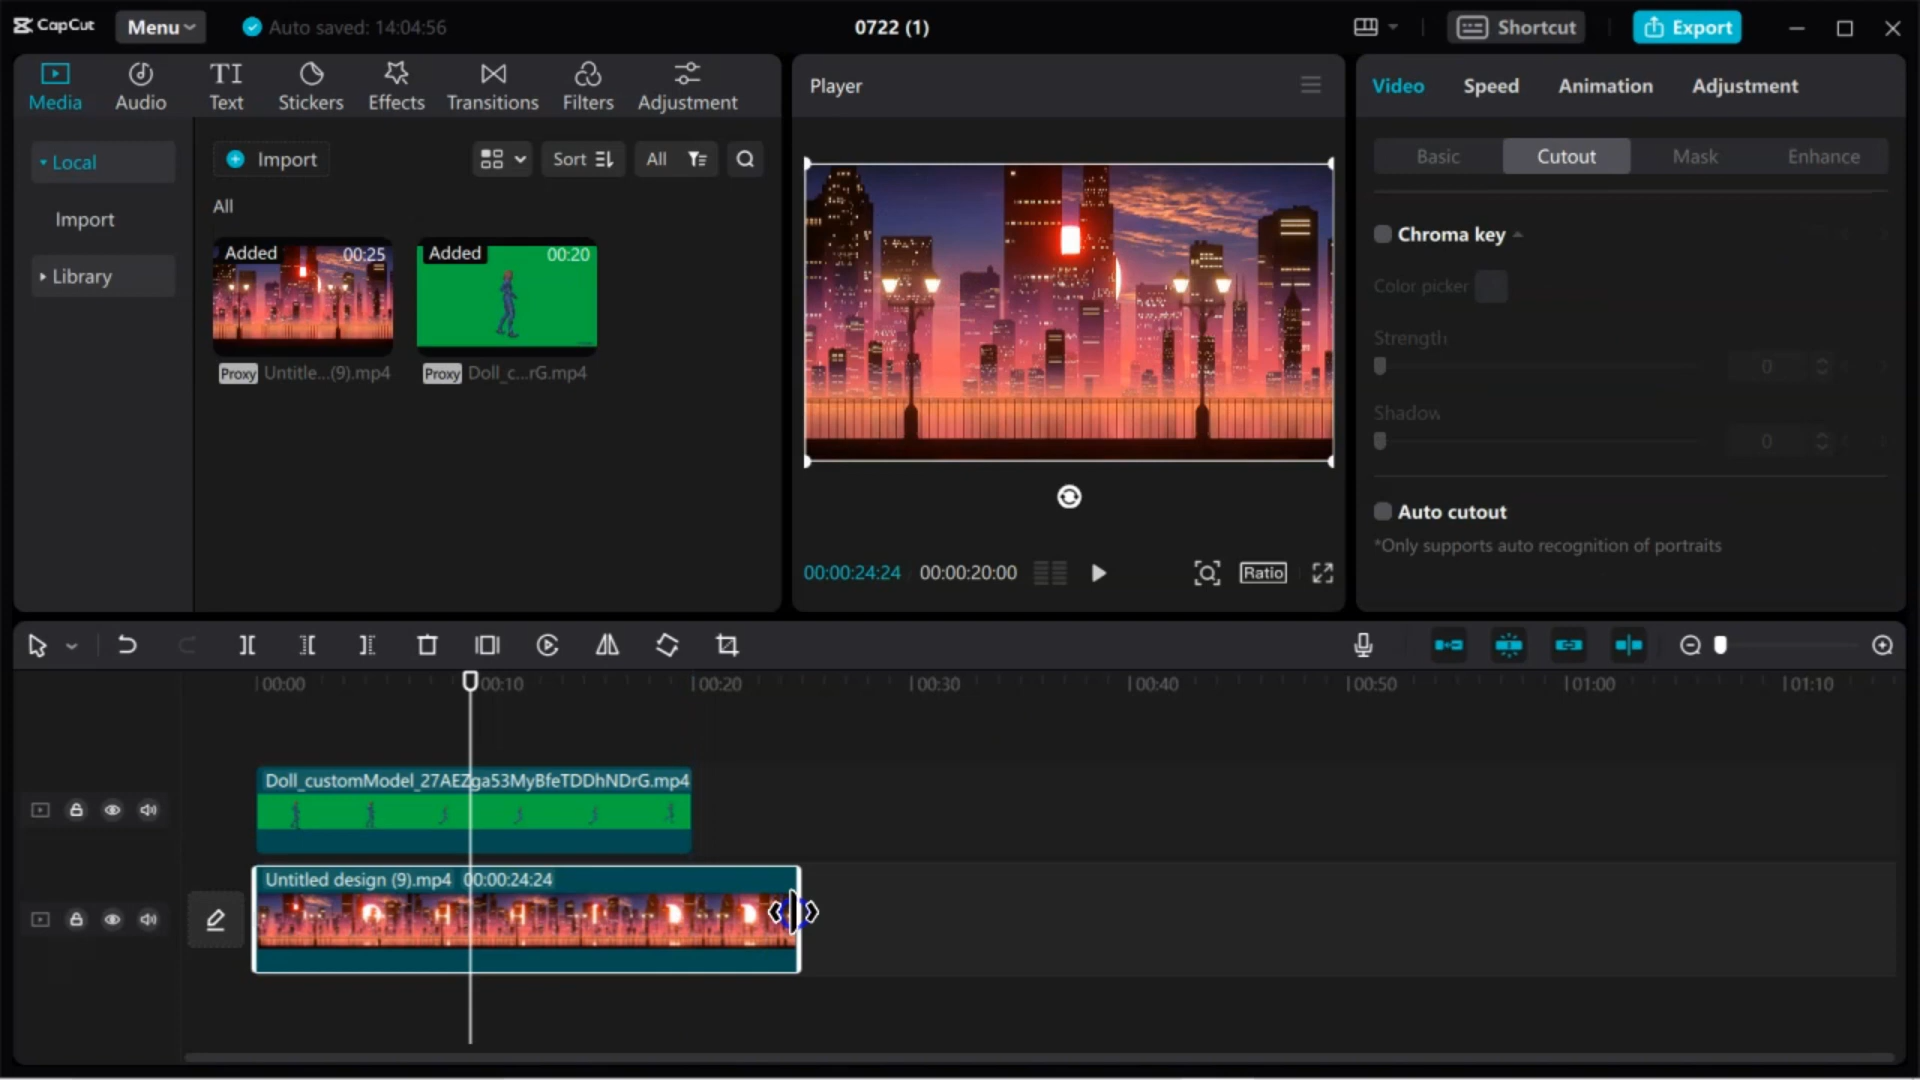 CapCut
Menu
Auto saved: 14:04:56
0722 (1)
Shortcut
Export
Media
Audio
TI
Text
Stickers
Effects
Transitions
Filters
Adjustment
Local
Import
Library
Import
Sort
All
All
Added
00:25
Proxy
Untitle...(9).mp4
Added
00:20
Proxy
Doll_c...rG.mp4
Player
00:00:24:24
00:00:20:00
Ratio
Video
Speed
Animation
Adjustment
Basic
Cutout
Mask
Enhance
Chroma key
Color picker
Strength
0
Shadow
0
Auto cutout
*Only supports auto recognition of portraits
00:00
00:10
00:20
00:30
00:40
00:50
01:00
01:10
Doll_customModel_27AEZga53MyBfeTDDhNDrG.mp4
Untitled design (9).mp4 00:00:24:24